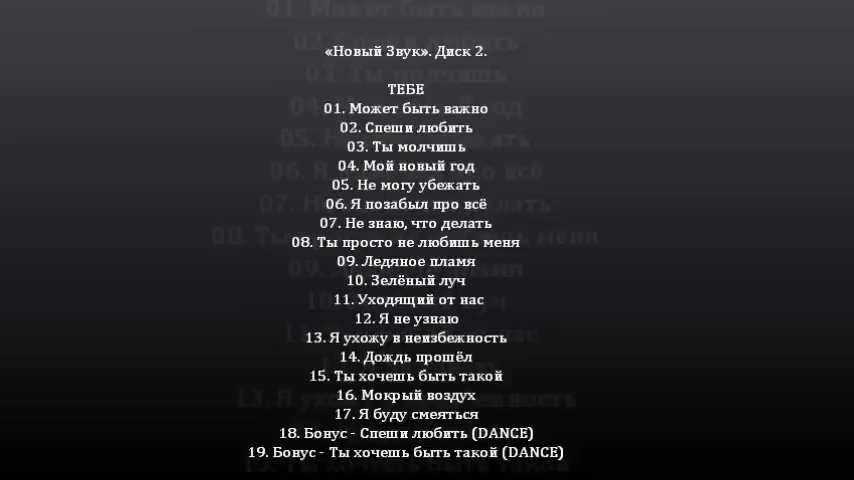 «Новый Звук». Диск 2.
ТЕБЕ
01. Может быть важно
02. Спеши любить
03. Ты молчишь
04. Мой новый год
05. Не могу убежать
06. Я позабыл про всё
07. Не знаю, что делать
08. Ты просто не любишь меня
09. Ледяное пламя
10. Зелёный луч
11. Уходящий от нас
12. Я не узнаю
13. Я ухожу в неизбежность
14. Дождь прошёл
15. Ты хочешь быть такой
16. Мокрый воздух
17. Я буду смеяться
18. Бонус - Спеши любить (DANCE)
19. Бонус - Ты хочешь быть такой (DANCE)